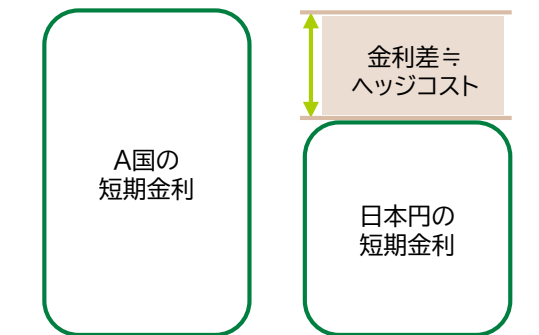 A国の
短期金利
金利差≒
ヘッジコスト
日本円の
短期金利